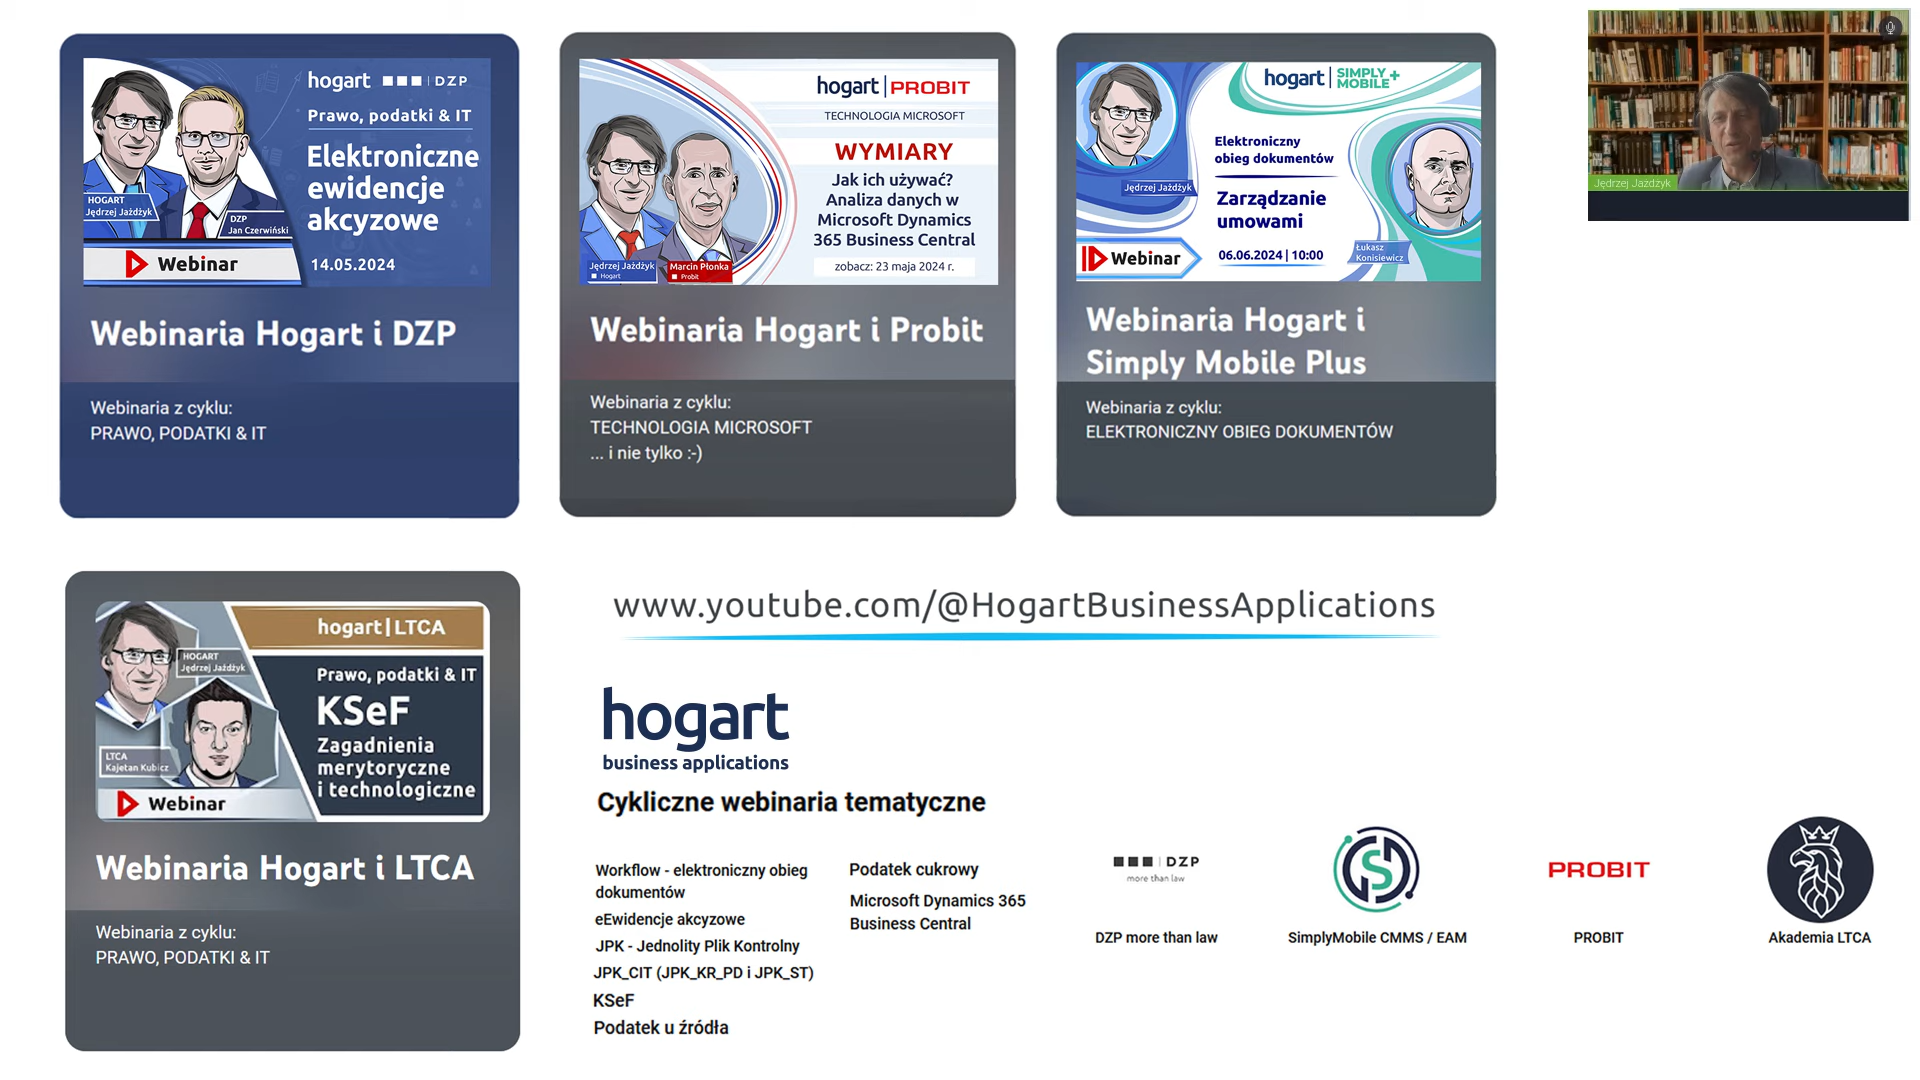 hogart DZP
Prawo, podatki & IT
Elektroniczne
ewidencje
akcyzowe
HOGART
Jędrzej Jażdżyk
DZP
Jan Czerwiński
Webinar
14.05.2024
Webinaria Hogart i DZP
Webinaria z cyklu:
PRAWO, PODATKI & IT
hogart | PROBIT
TECHNOLOGIA MICROSOFT
WYMIARY
Jak ich używać?
Analiza danych w
Microsoft Dynamics
365 Business Central
zobacz: 23 maja 2024 r.
Jędrzej Jażdżyk
Hogart
Marcin Płonka
Probit
Webinaria Hogart i Probit
Webinaria z cyklu:
TECHNOLOGIA MICROSOFT
... i nie tylko :-)
hogart | SIMPLY+
MOBILE
Elektroniczny
obieg dokumentów
Jędrzej Jażdżyk
Zarządzanie
umowami
Webinar
06.06.2024 | 10:00
Łukasz
Konisiewicz
Webinaria Hogart i
Simply Mobile Plus
Webinaria z cyklu:
ELEKTRONICZNY OBIEG DOKUMENTÓW
Jędrzej Jażdżyk
hogart | LTCA
HOGART
Jędrzej Jażdżyk
Prawo, podatki & IT
KSeF
Zagadnienia
merytoryczne
i technologiczne
LTCA
Kajetan Kubicz
Webinar
Webinaria Hogart i LTCA
Webinaria z cyklu:
PRAWO, PODATKI & IT
www.youtube.com/@HogartBusinessApplications
hogart
business applications
Cykliczne webinaria tematyczne
Workflow - elektroniczny obieg
dokumentów
eEwidencje akcyzowe
JPK - Jednolity Plik Kontrolny
JPK_CIT (JPK_KR_PD i JPK_ST)
KSeF
Podatek u źródła
Podatek cukrowy
Microsoft Dynamics 365
Business Central
DZP
more than law
DZP more than law
S
SimplyMobile CMMS / EAM
PROBIT
PROBIT
Akademia LTCA